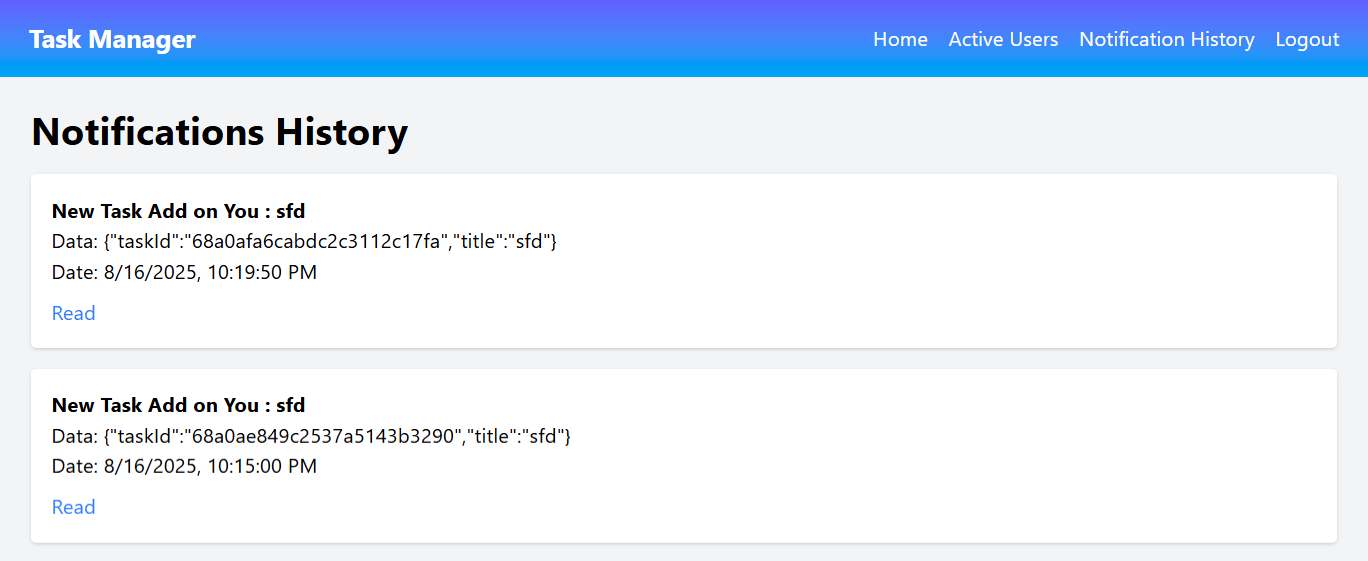 Task Manager
Home Active Users Notification History Logout
Notifications History
New Task Add on You : sfd
Data: {"taskId":"68a0afa6cabdc2c3112c17fa","title":"sfd"}
Date: 8/16/2025, 10:19:50 PM
Read
New Task Add on You : sfd
Data: {"taskId":"68a0ae849c2537a5143b3290","title":"sfd"}
Date: 8/16/2025, 10:15:00 PM
Read